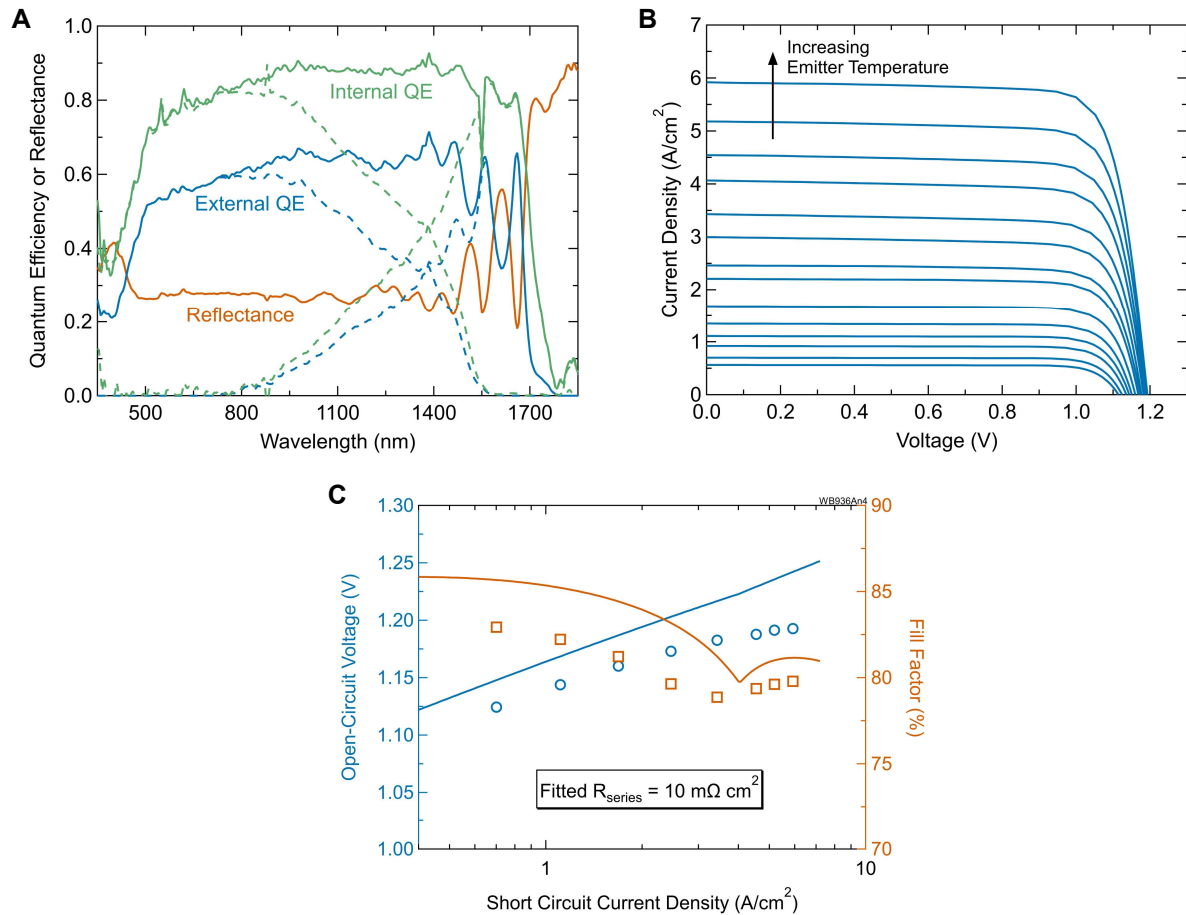 A
Quantum Efficiency or Reflectance
1.0
0.8
0.6
0.4
0.2
0.0
Internal QE
External QE
Reflectance
500
800
1100
1400
1700
Wavelength (nm)
B
Current Density (A/cm²)
7
6
5
4
3
2
1
0
Increasing
Emitter Temperature
0.0
0.2
0.4
0.6
0.8
1.0
1.2
Voltage (V)
C
WB936An4
Open-Circuit Voltage (V)
1.30
1.25
1.20
1.15
1.10
1.05
1.00
Fitted Rseries = 10 mΩ cm²
90
85
80
75
70
Fill Factor
(%)
1
10
Short Circuit Current Density (A/cm²)